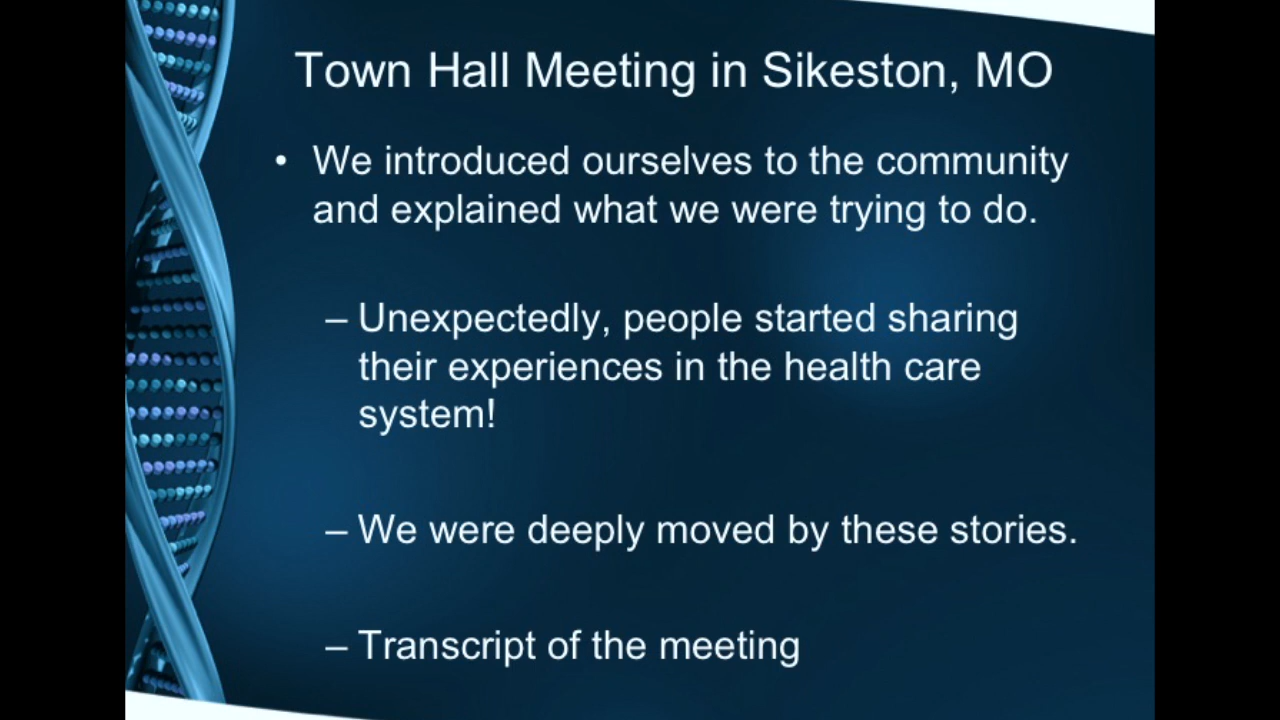 Town Hall Meeting in Sikeston, MO
• We introduced ourselves to the community
and explained what we were trying to do.
– Unexpectedly, people started sharing
their experiences in the health care
system!
– We were deeply moved by these stories.
– Transcript of the meeting